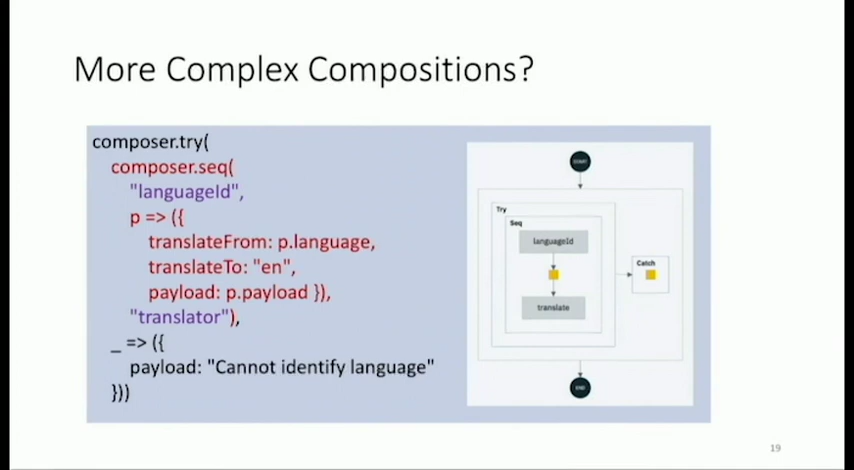 More Complex Compositions?
composer.try(
composer.seq(
"languageId",
p => ({
translateFrom: p.language,
translateTo: "en",
payload: p.payload }),
"translator"),
_ => ({
payload: "Cannot identify language"
}))
START
Try
Seq
languageId
Catch
translate
END
19